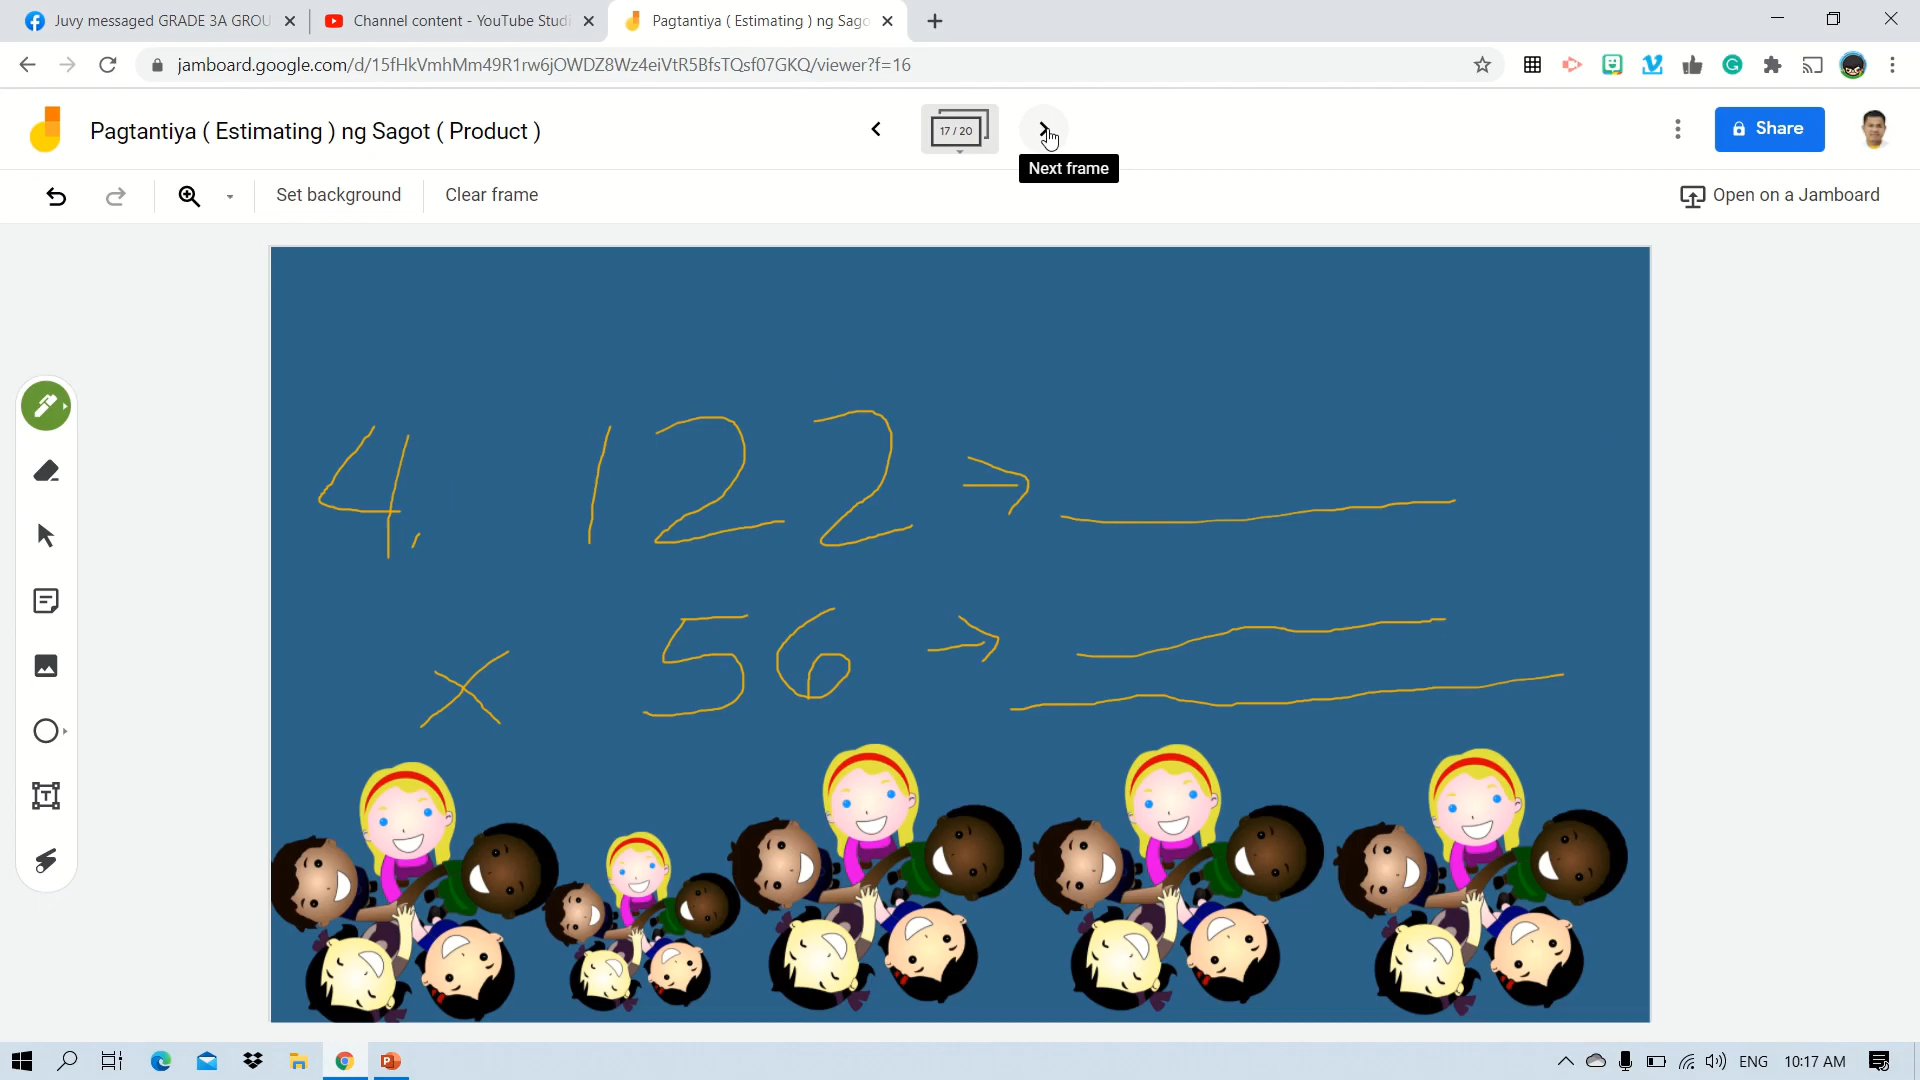 Juvy messaged GRADE 3A GROU
Channel content - YouTube Studi
Pagtantiya ( Estimating ) ng Sago
jamboard.google.com/d/15fHkVmhMm49R1rw6jOWDZ8Wz4eiVtR5BfsTQsf07GKQ/viewer?f=16
Pagtantiya ( Estimating ) ng Sagot ( Product )
17 / 20
Share
Next frame
Set background
Clear frame
Open on a Jamboard
4. 122 →
x 56 →
ENG
10:17 AM